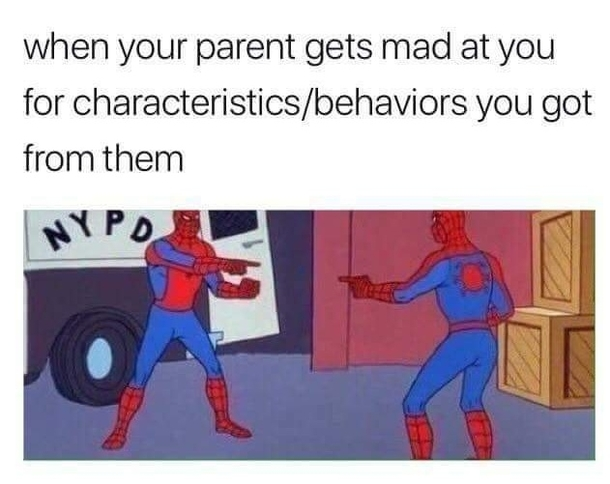 when your parent gets mad at you
for characteristics/behaviors you got
from them
NYPD